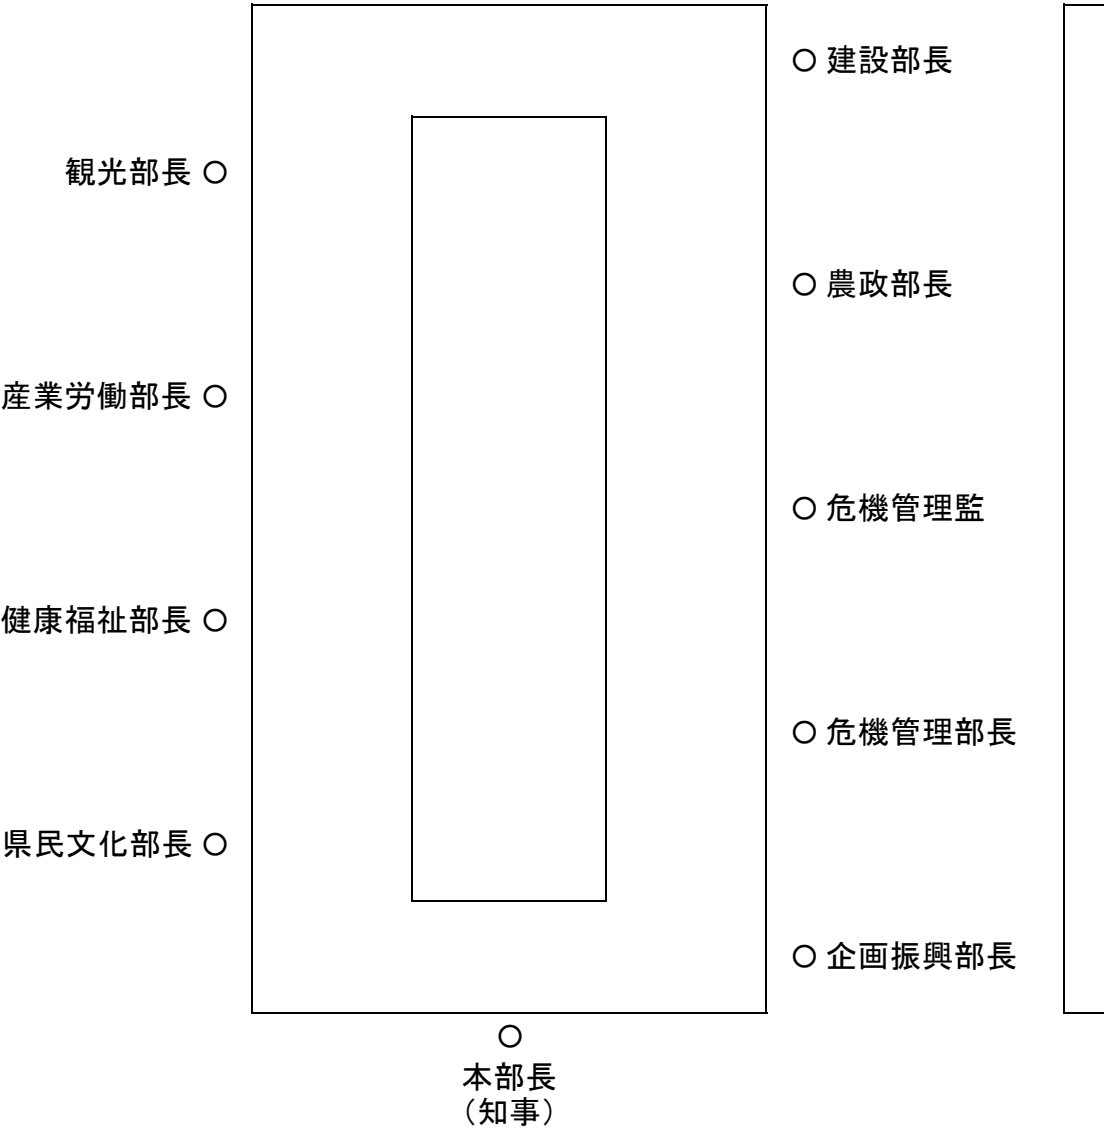 ○ 建設部長
観光部長 ○
○ 農政部長
産業労働部長 ○
○ 危機管理監
健康福祉部長 ○
○ 危機管理部長
県民文化部長 ○
○ 企画振興部長
○
本部長
（知事）